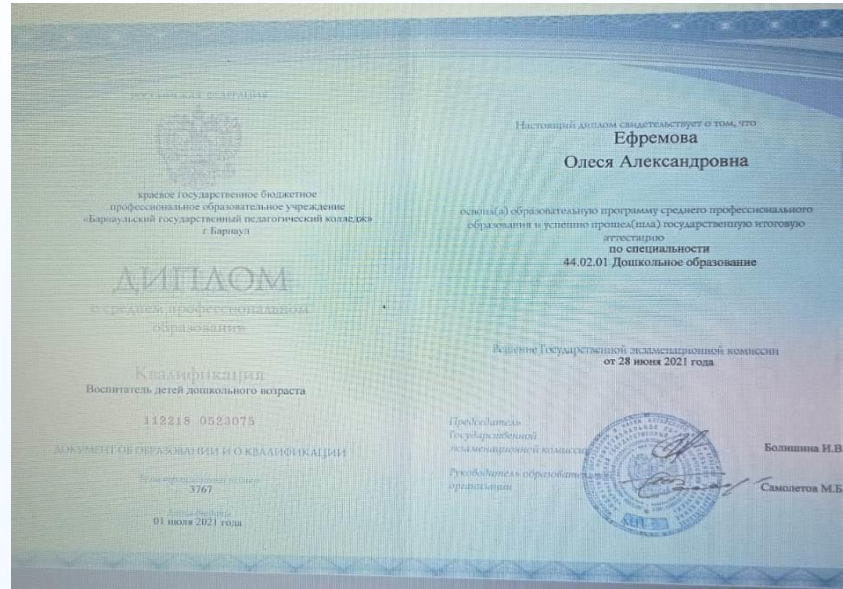 РОССИЙСКАЯ ФЕДЕРАЦИЯ
краевое государственное бюджетное
профессиональное образовательное учреждение
«Барнаульский государственный педагогический колледж»
г. Барнаул
ДИПЛОМ
о среднем профессиональном
образовании
Квалификация
Воспитатель детей дошкольного возраста
112218 0523075
ДОКУМЕНТ ОБ ОБРАЗОВАНИИ И О КВАЛИФИКАЦИИ
Регистрационный номер
3767
Дата выдачи
01 июля 2021 года
Настоящий диплом свидетельствует о том, что
Ефремова
Олеся Александровна
освоил(а) образовательную программу среднего профессионального
образования и успешно прошел(шла) государственную итоговую
аттестацию
по специальности
44.02.01 Дошкольное образование
Решение Государственной экзаменационной комиссии
от 28 июня 2021 года
Председатель
Государственной
экзаменационной комиссии
Болишина И.В
Руководитель образовательной
организации
Самолетов М.Б